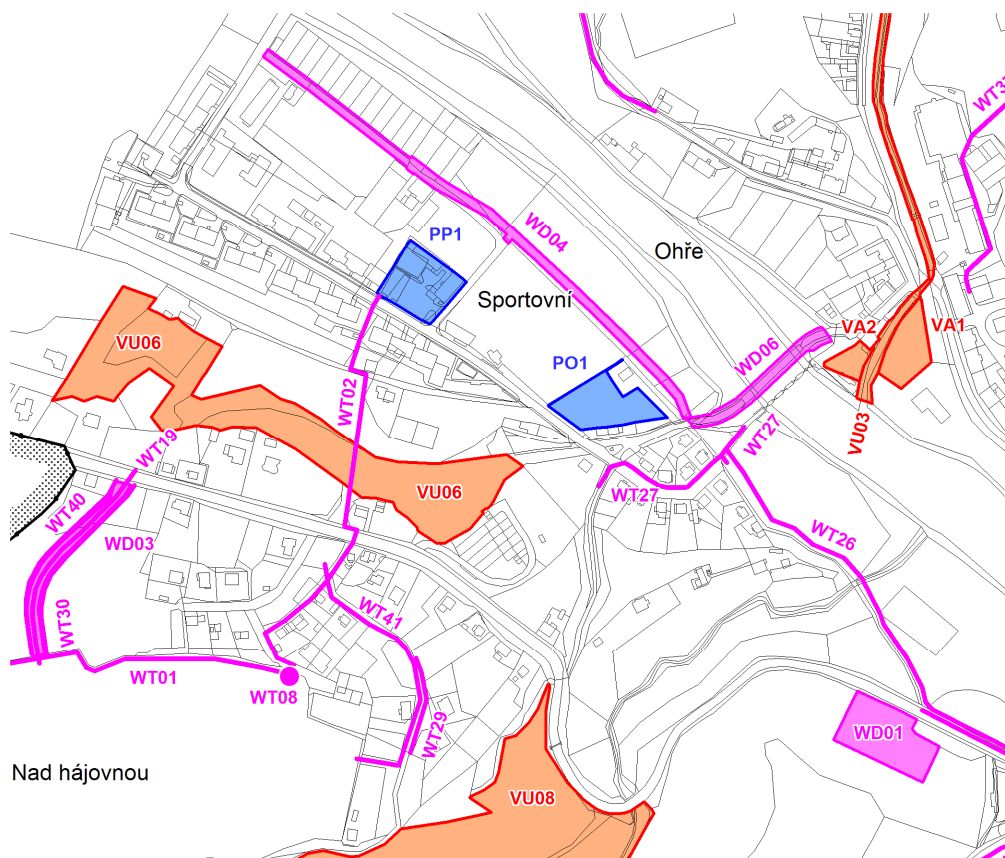 WT3
PP1
WD04
Ohře
Sportovní
VA2
VA1
VU06
PO1
WD06
WT02
VU03
WT19
WT27
WT40
VU06
WT27
WD03
WT26
WT30
WT41
WT01
WT08
WT29
WD01
Nad hájovnou
VU08